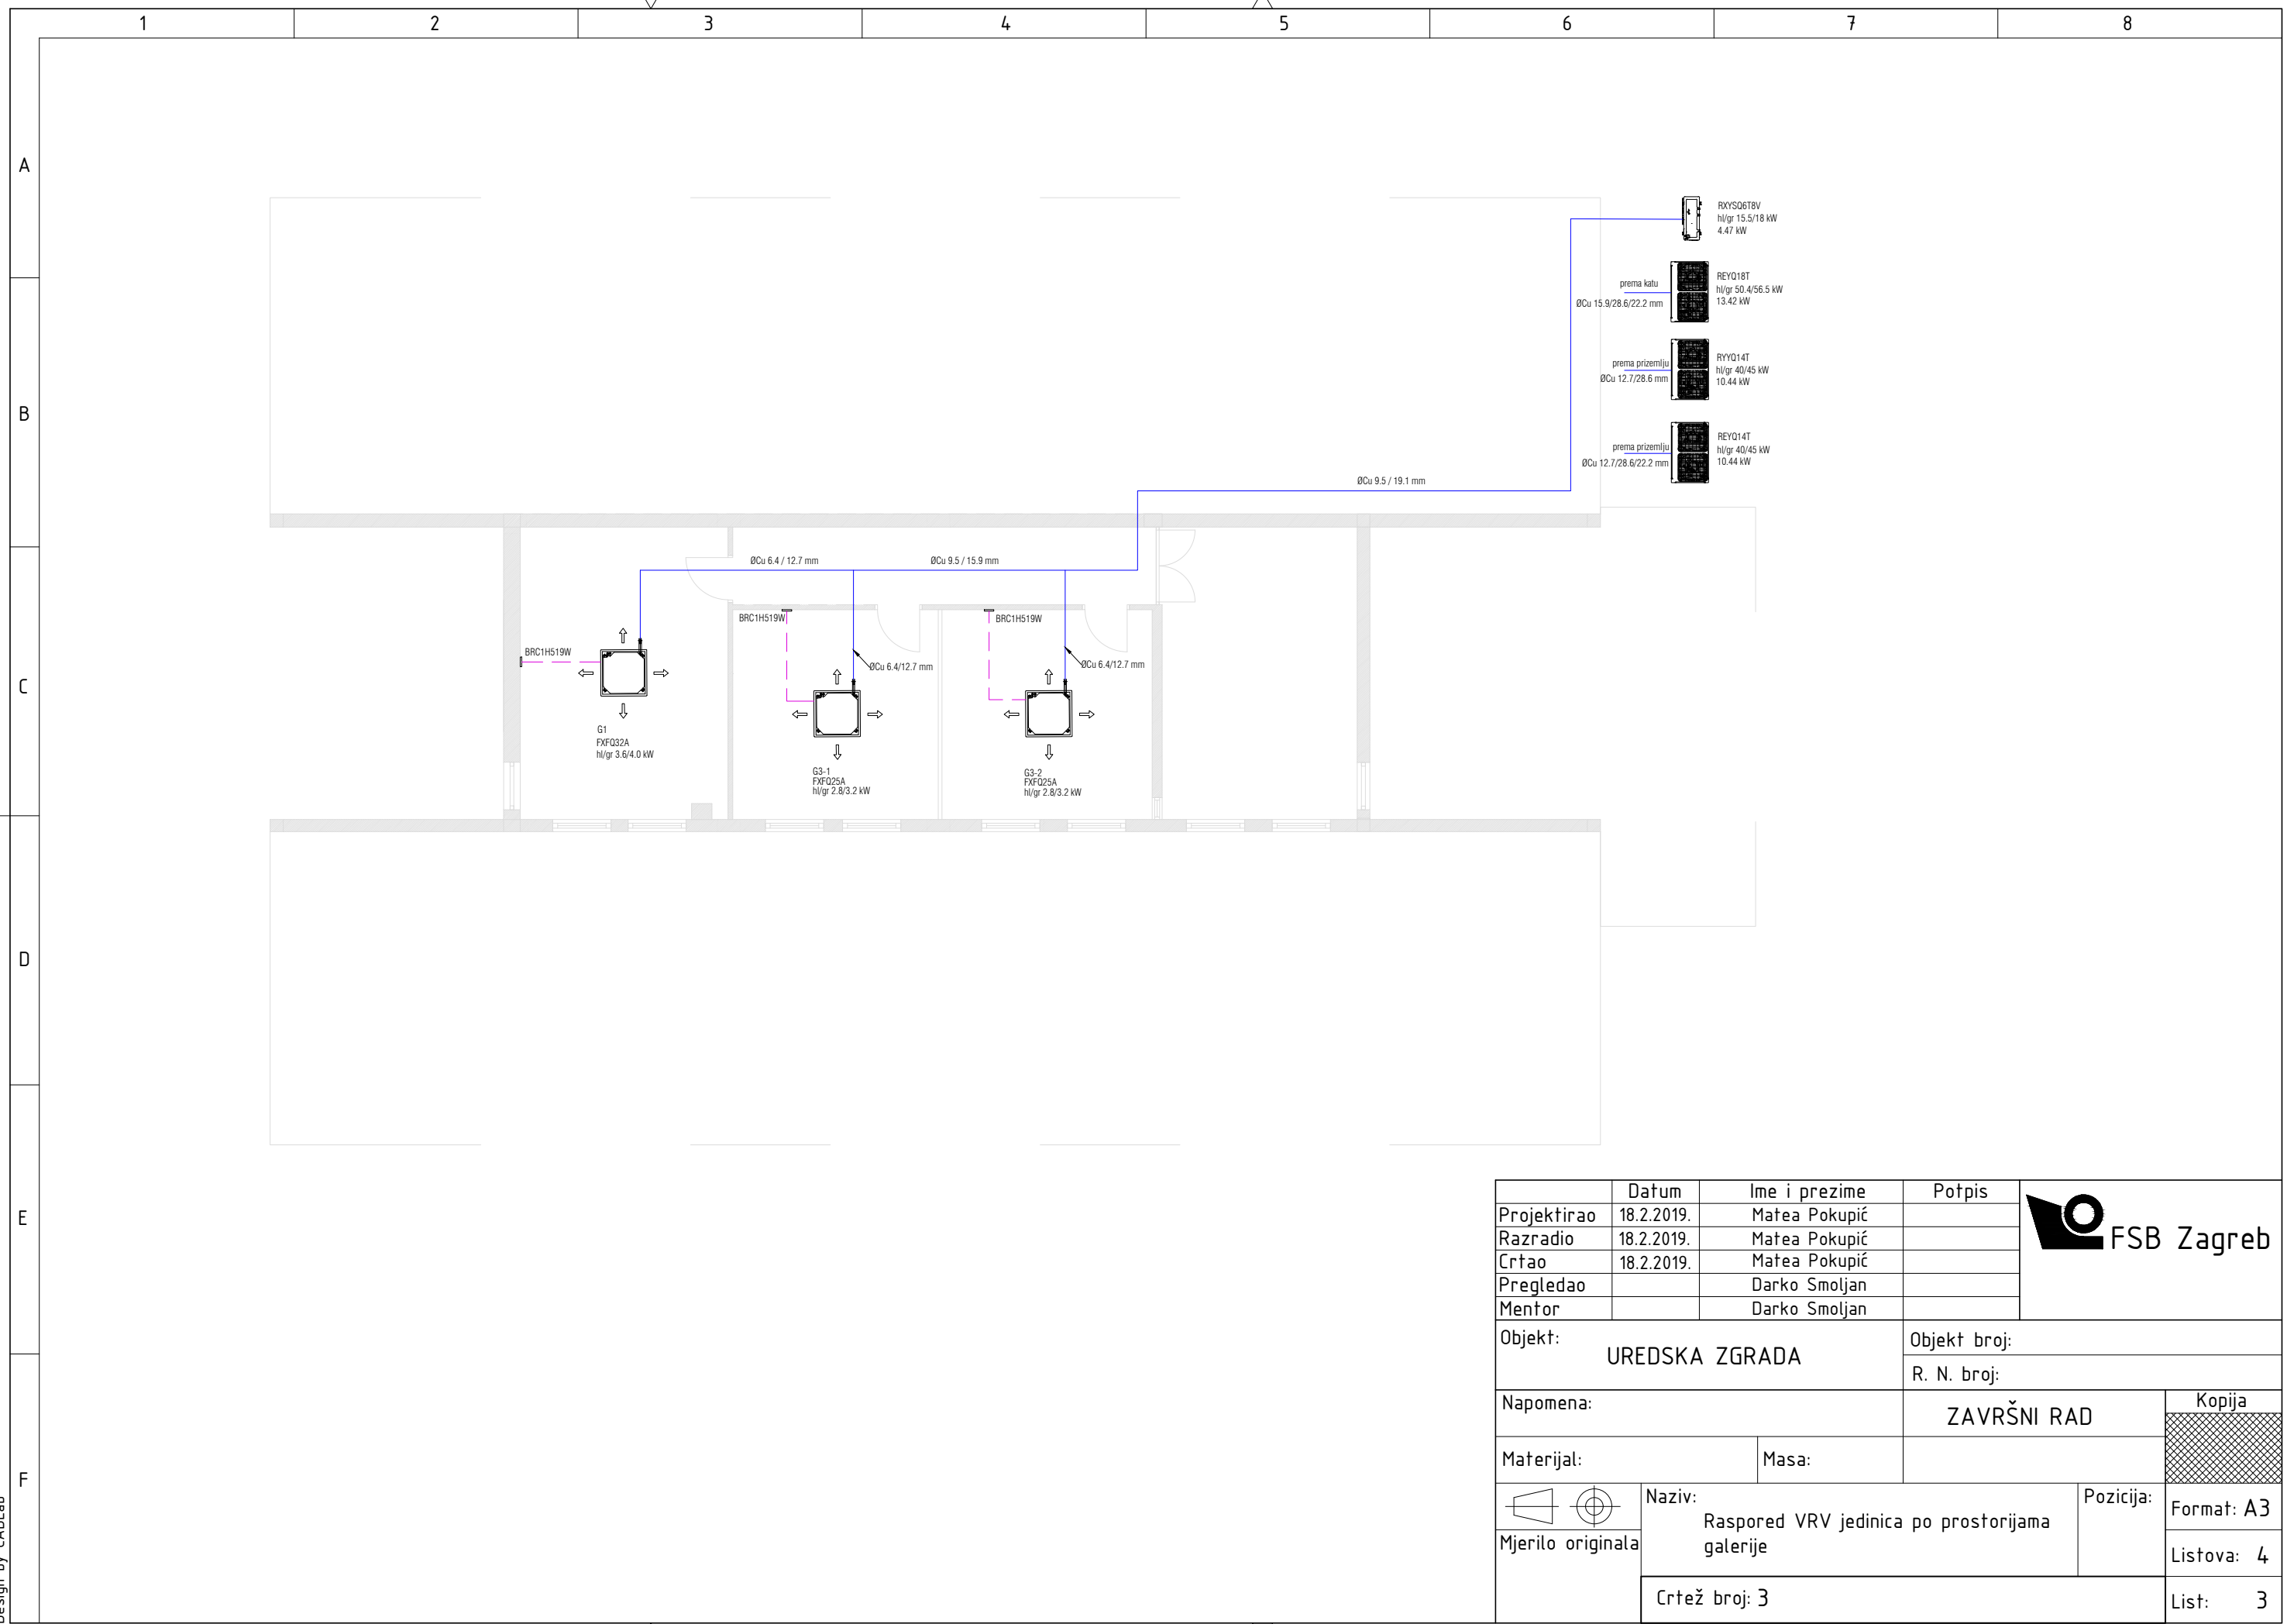 1 2 3 4 5 6 7 8
A
B
C
D
E
F
RXYSQ6T8V
hl/gr 15.5/18 kW
4.47 kW
prema katu
ØCu 15.9/28.6/22.2 mm
REYQ18T
hl/gr 50.4/56.5 kW
13.42 kW
prema prizemlju
ØCu 12.7/28.6 mm
RYYQ14T
hl/gr 40/45 kW
10.44 kW
prema prizemlju
ØCu 12.7/28.6/22.2 mm
REYQ14T
hl/gr 40/45 kW
10.44 kW
ØCu 9.5 / 19.1 mm
ØCu 6.4 / 12.7 mm
ØCu 9.5 / 15.9 mm
BRC1H519W
BRC1H519W
BRC1H519W
ØCu 6.4/12.7 mm
ØCu 6.4/12.7 mm
G1
FXFQ32A
hl/gr 3.6/4.0 kW
G3-1
FXFQ25A
hl/gr 2.8/3.2 kW
G3-2
FXFQ25A
hl/gr 2.8/3.2 kW
Datum Ime i prezime Potpis
Projektirao 18.2.2019. Matea Pokupić
Razradio 18.2.2019. Matea Pokupić
Crtao 18.2.2019. Matea Pokupić
Pregledao Darko Smoljan
Mentor Darko Smoljan
FSB Zagreb
Objekt:
UREDSKA ZGRADA
Objekt broj:
R. N. broj:
Napomena:
ZAVRŠNI RAD
Kopija
Materijal:
Masa:
Naziv:
Raspored VRV jedinica po prostorijama
galerije
Pozicija:
Format: A3
Mjerilo originala
Listova: 4
Crtež broj: 3
List: 3
Design by CADLab